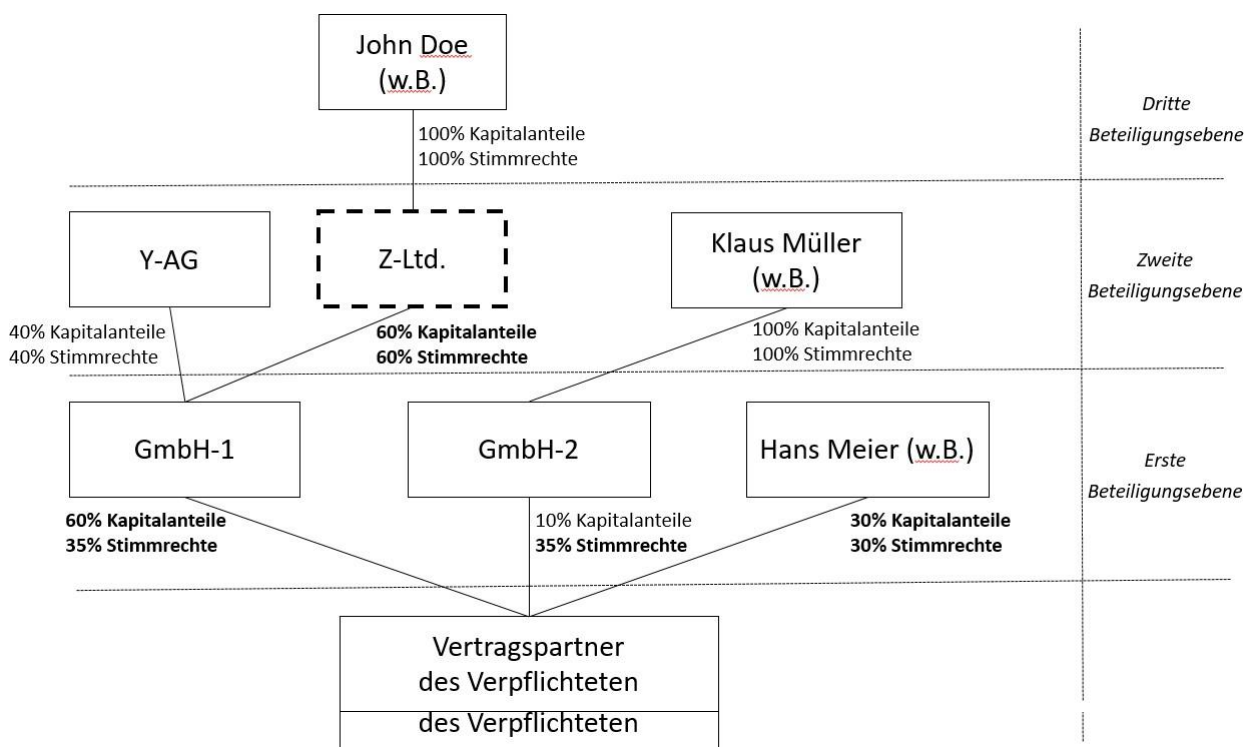 John Doe
(w.B.)
100% Kapitalanteile
100% Stimmrechte
Dritte
Beteiligungsebene
Y-AG
Z-Ltd.
Klaus Müller
(w.B.)
Zweite
Beteiligungsebene
40% Kapitalanteile
40% Stimmrechte
60% Kapitalanteile
60% Stimmrechte
100% Kapitalanteile
100% Stimmrechte
GmbH-1
GmbH-2
Hans Meier (w.B.)
Erste
Beteiligungsebene
60% Kapitalanteile
35% Stimmrechte
10% Kapitalanteile
35% Stimmrechte
30% Kapitalanteile
30% Stimmrechte
Vertragspartner
des Verpflichteten
des Verpflichteten